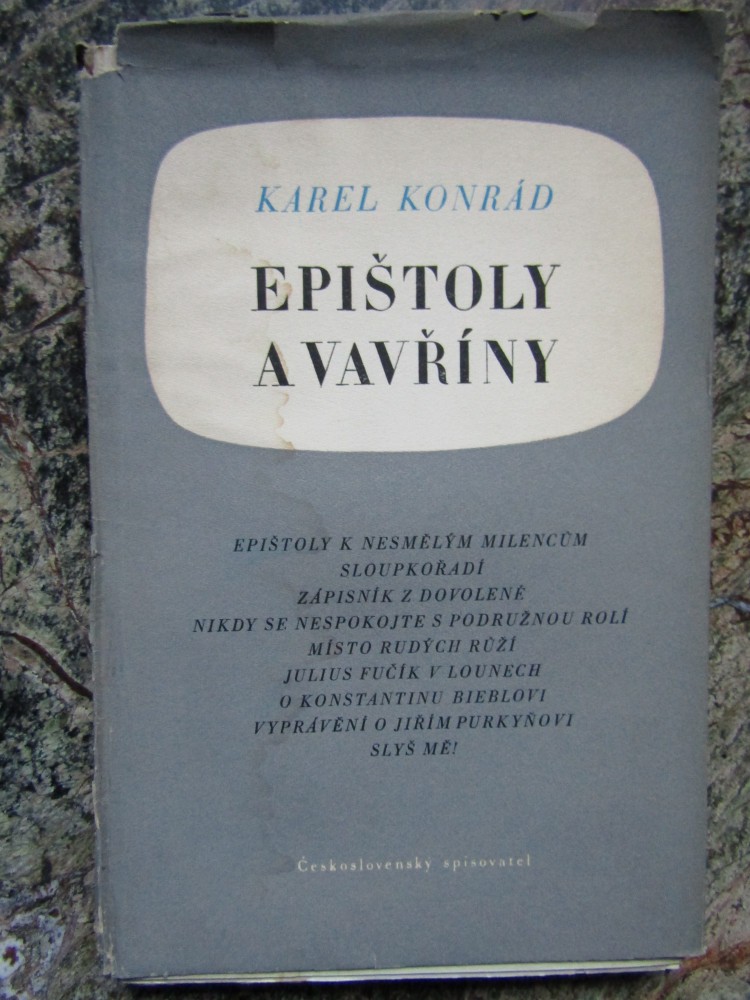 KAREL KONRÁD
EPIŠTOLY
A VAVŘÍNY
EPIŠTOLY K NESMĚLÝM MILENCŮM
SLOUPKOŘADÍ
ZÁPISNÍK Z DOVOLENÉ
NIKDY SE NESPOKOJTE S PODRUŽNOU ROLÍ
MÍSTO RUDÝCH RŮŽÍ
JULIUS FUČÍK V LOUNECH
O KONSTANTINU BIEBLOVI
VYPRÁVĚNÍ O JIŘÍM PURKYŇOVI
SLYŠ MĚ!
Československý spisovatel